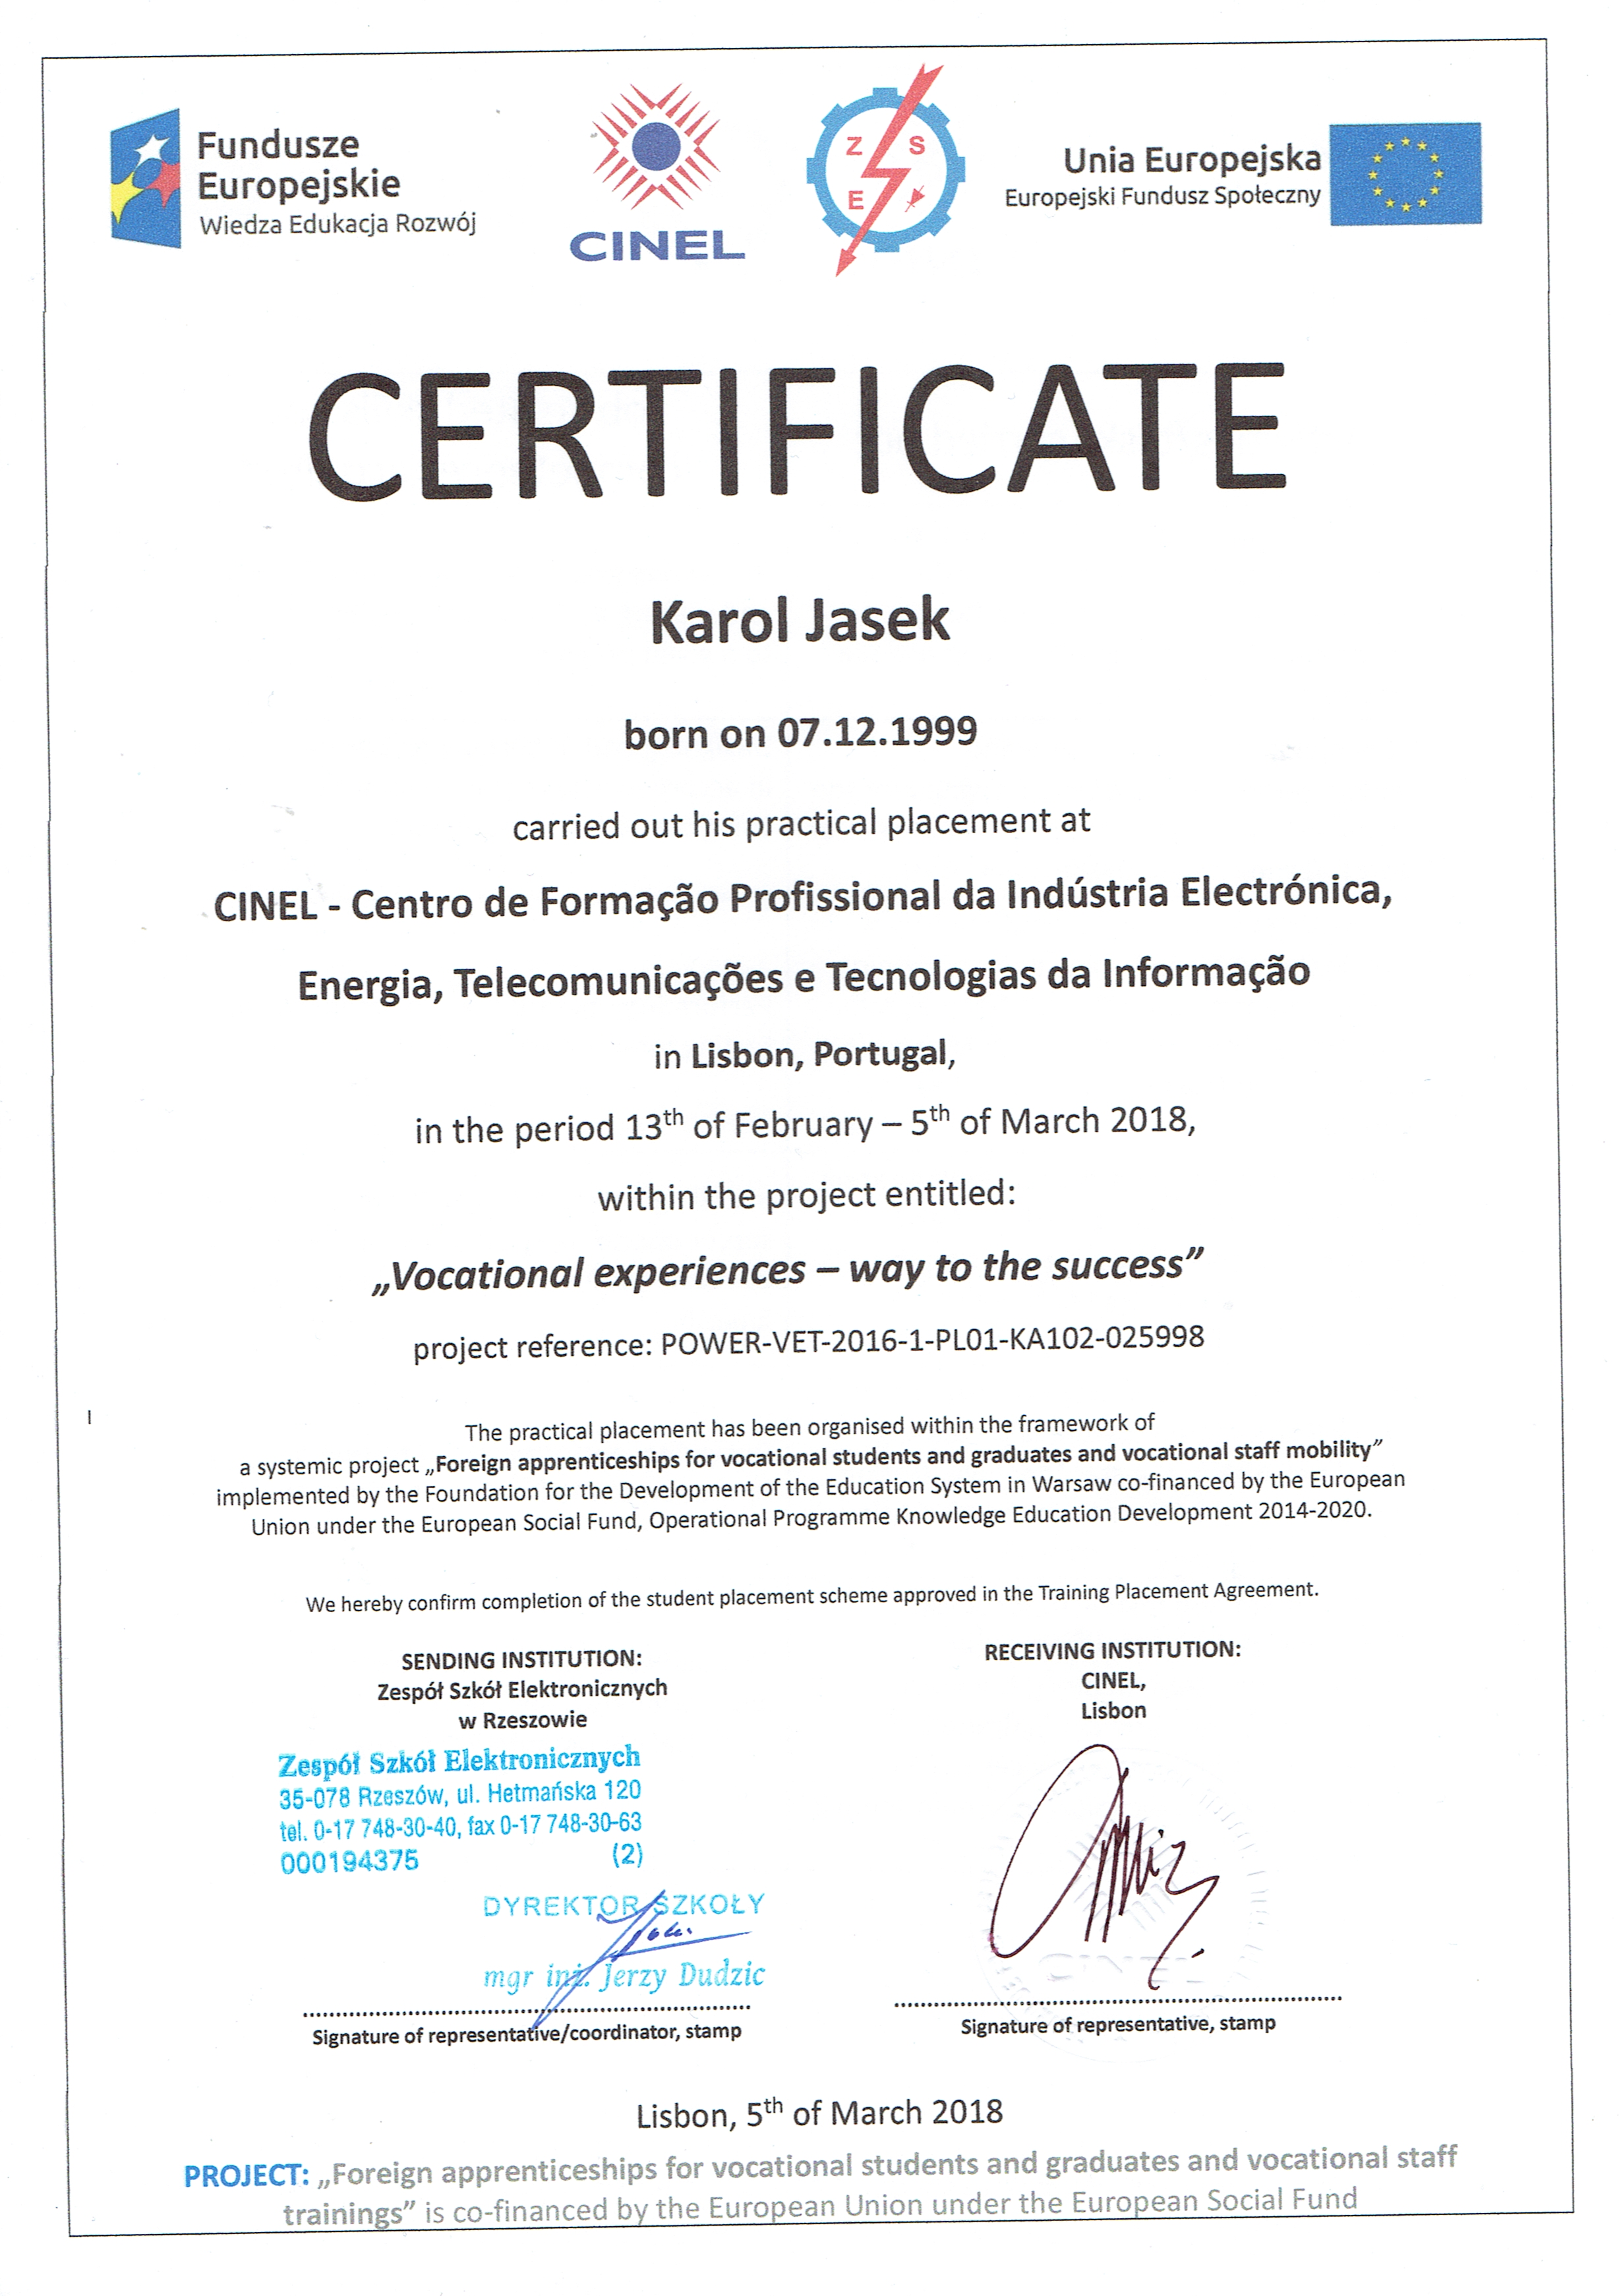 Fundusze
Europejskie
Wiedza Edukacja Rozwój
CINEL
Z S
E
Unia Europejska
Europejski Fundusz Społeczny
CERTIFICATE
Karol Jasek
born on 07.12.1999
carried out his practical placement at
CINEL - Centro de Formação Profissional da Indústria Electrónica,
Energia, Telecomunicações e Tecnologias da Informação
in Lisbon, Portugal,
in the period 13th of February – 5th of March 2018,
within the project entitled:
„Vocational experiences – way to the success”
project reference: POWER-VET-2016-1-PL01-KA102-025998
The practical placement has been organised within the framework of
a systemic project „Foreign apprenticeships for vocational students and graduates and vocational staff mobility”
implemented by the Foundation for the Development of the Education System in Warsaw co-financed by the European
Union under the European Social Fund, Operational Programme Knowledge Education Development 2014-2020.
We hereby confirm completion of the student placement scheme approved in the Training Placement Agreement.
SENDING INSTITUTION:
Zespół Szkół Elektronicznych
w Rzeszowie
Zespół Szkół Elektronicznych
35-078 Rzeszów, ul. Hetmańska 120
tel. 0-17 748-30-40, fax 0-17 748-30-63
000194375 (2)
DYREKTOR SZKOŁY
mgr inż. Jerzy Dudzic
Signature of representative/coordinator, stamp
RECEIVING INSTITUTION:
CINEL,
Lisbon
CINEL
Signature of representative, stamp
Lisbon, 5th of March 2018
PROJECT: „Foreign apprenticeships for vocational students and graduates and vocational staff
trainings” is co-financed by the European Union under the European Social Fund